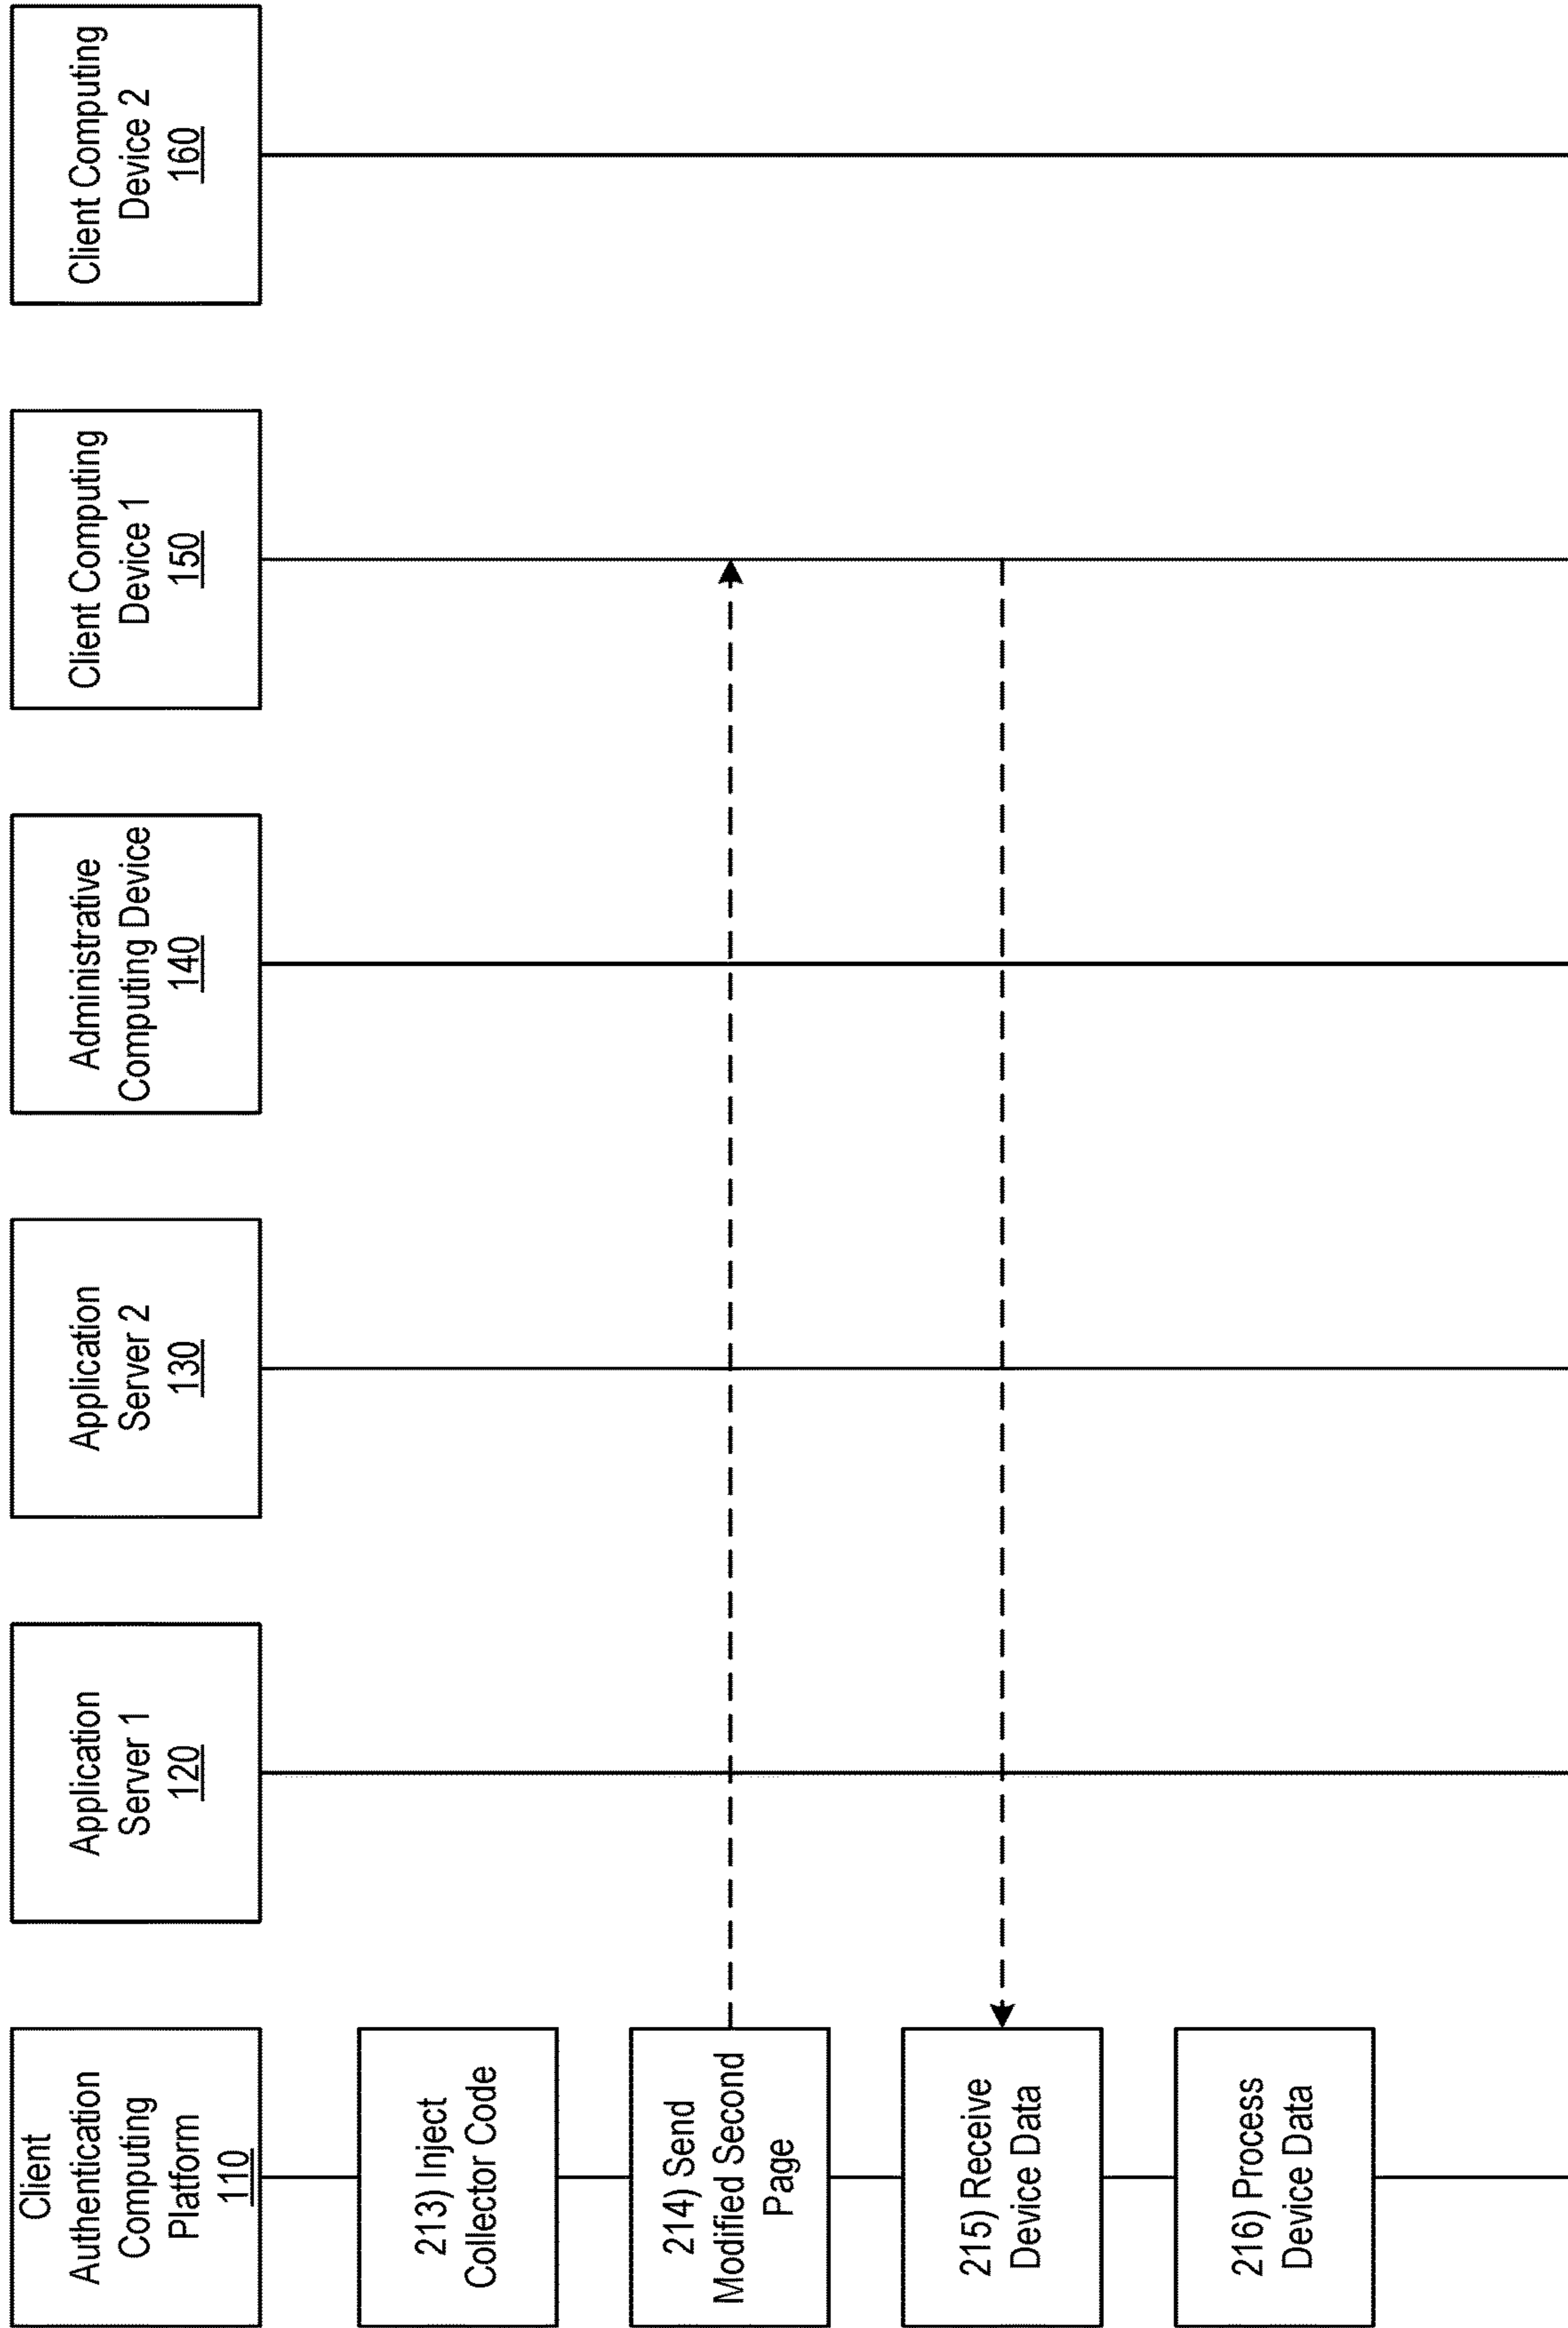 Client
Authentication
Computing
Platform
110
Application
Server 1
120
Application
Server 2
130
Administrative
Computing Device
140
Client Computing
Device 1
150
Client Computing
Device 2
160
213) Inject
Collector Code
214) Send
Modified Second
Page
215) Receive
Device Data
216) Process
Device Data